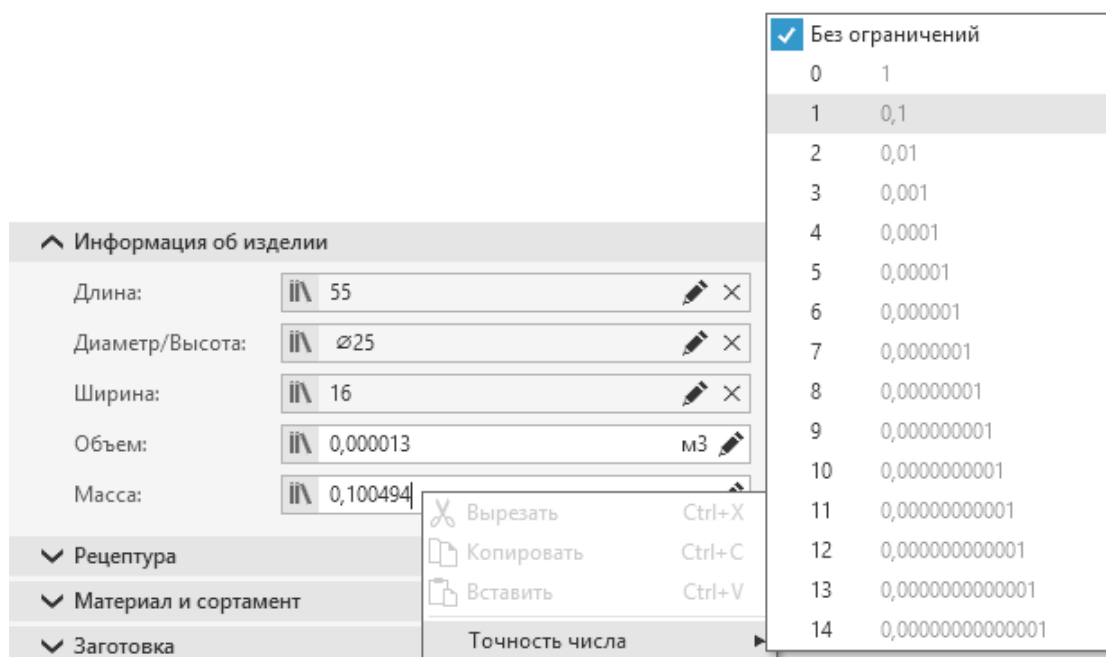 Без ограничений
0 1
1 0,1
2 0,01
3 0,001
4 0,0001
5 0,00001
6 0,000001
7 0,0000001
8 0,00000001
9 0,000000001
10 0,0000000001
11 0,00000000001
12 0,000000000001
13 0,0000000000001
14 0,00000000000001
Информация об изделии
Длина: 55
Диаметр/Высота: ⌀25
Ширина: 16
Объем: 0,000013 м3
Масса: 0,100494
Вырезать Ctrl+X
Копировать Ctrl+C
Вставить Ctrl+V
Точность числа
Рецептура
Материал и сортамент
Заготовка